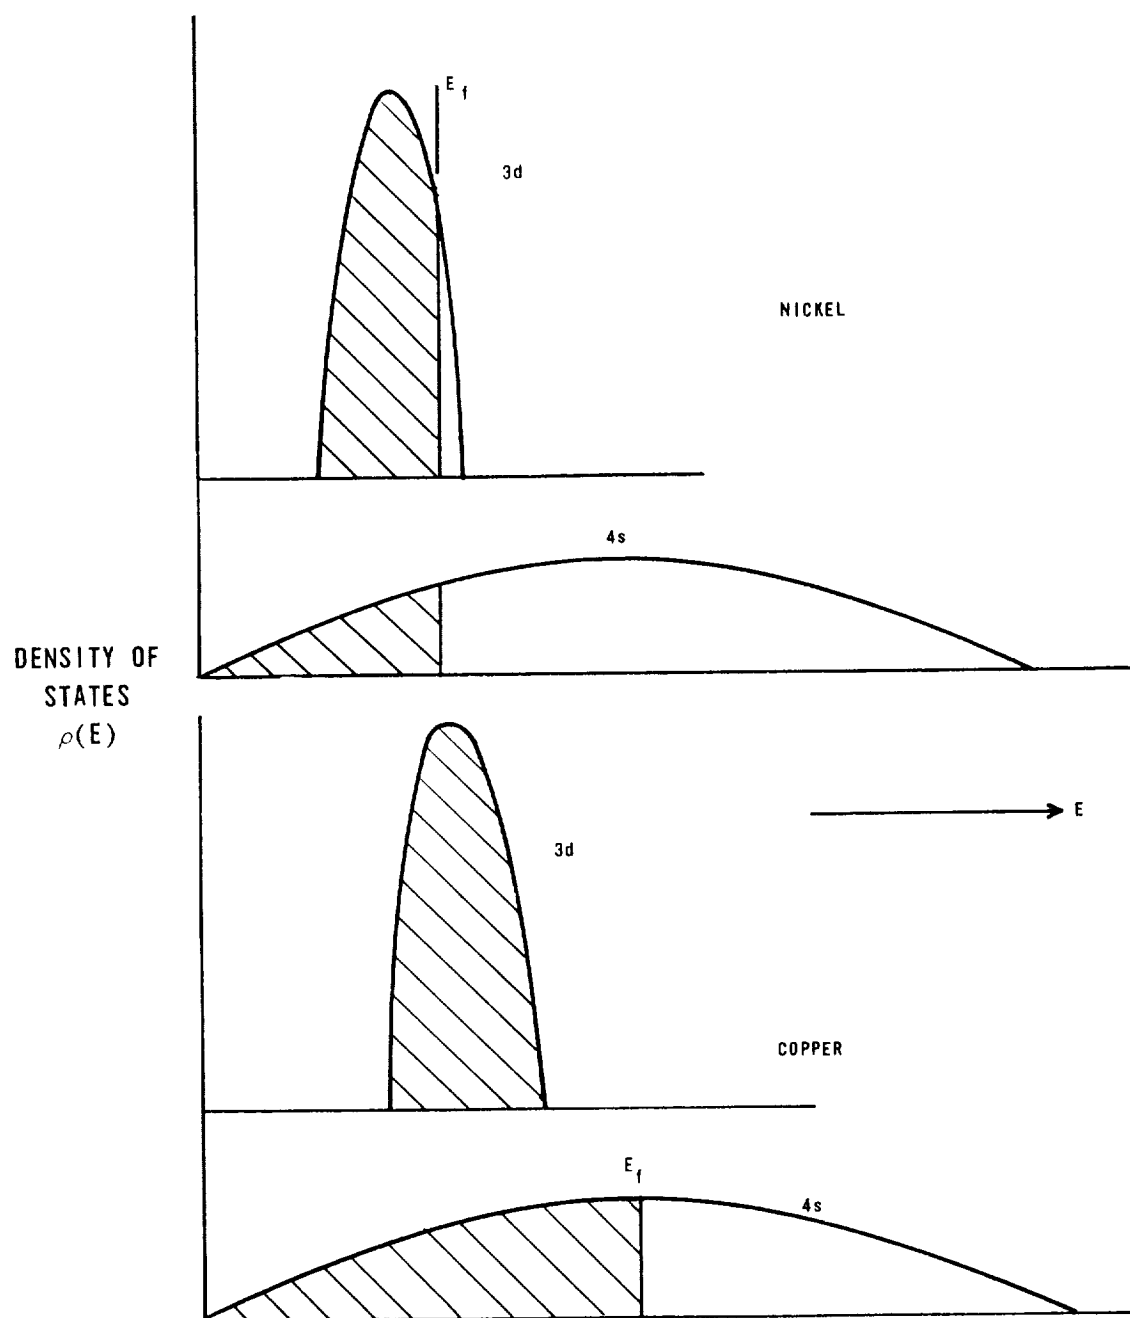 E_f
3d
NICKEL
4s
DENSITY OF
STATES
ρ(E)
E
3d
COPPER
E_f
4s